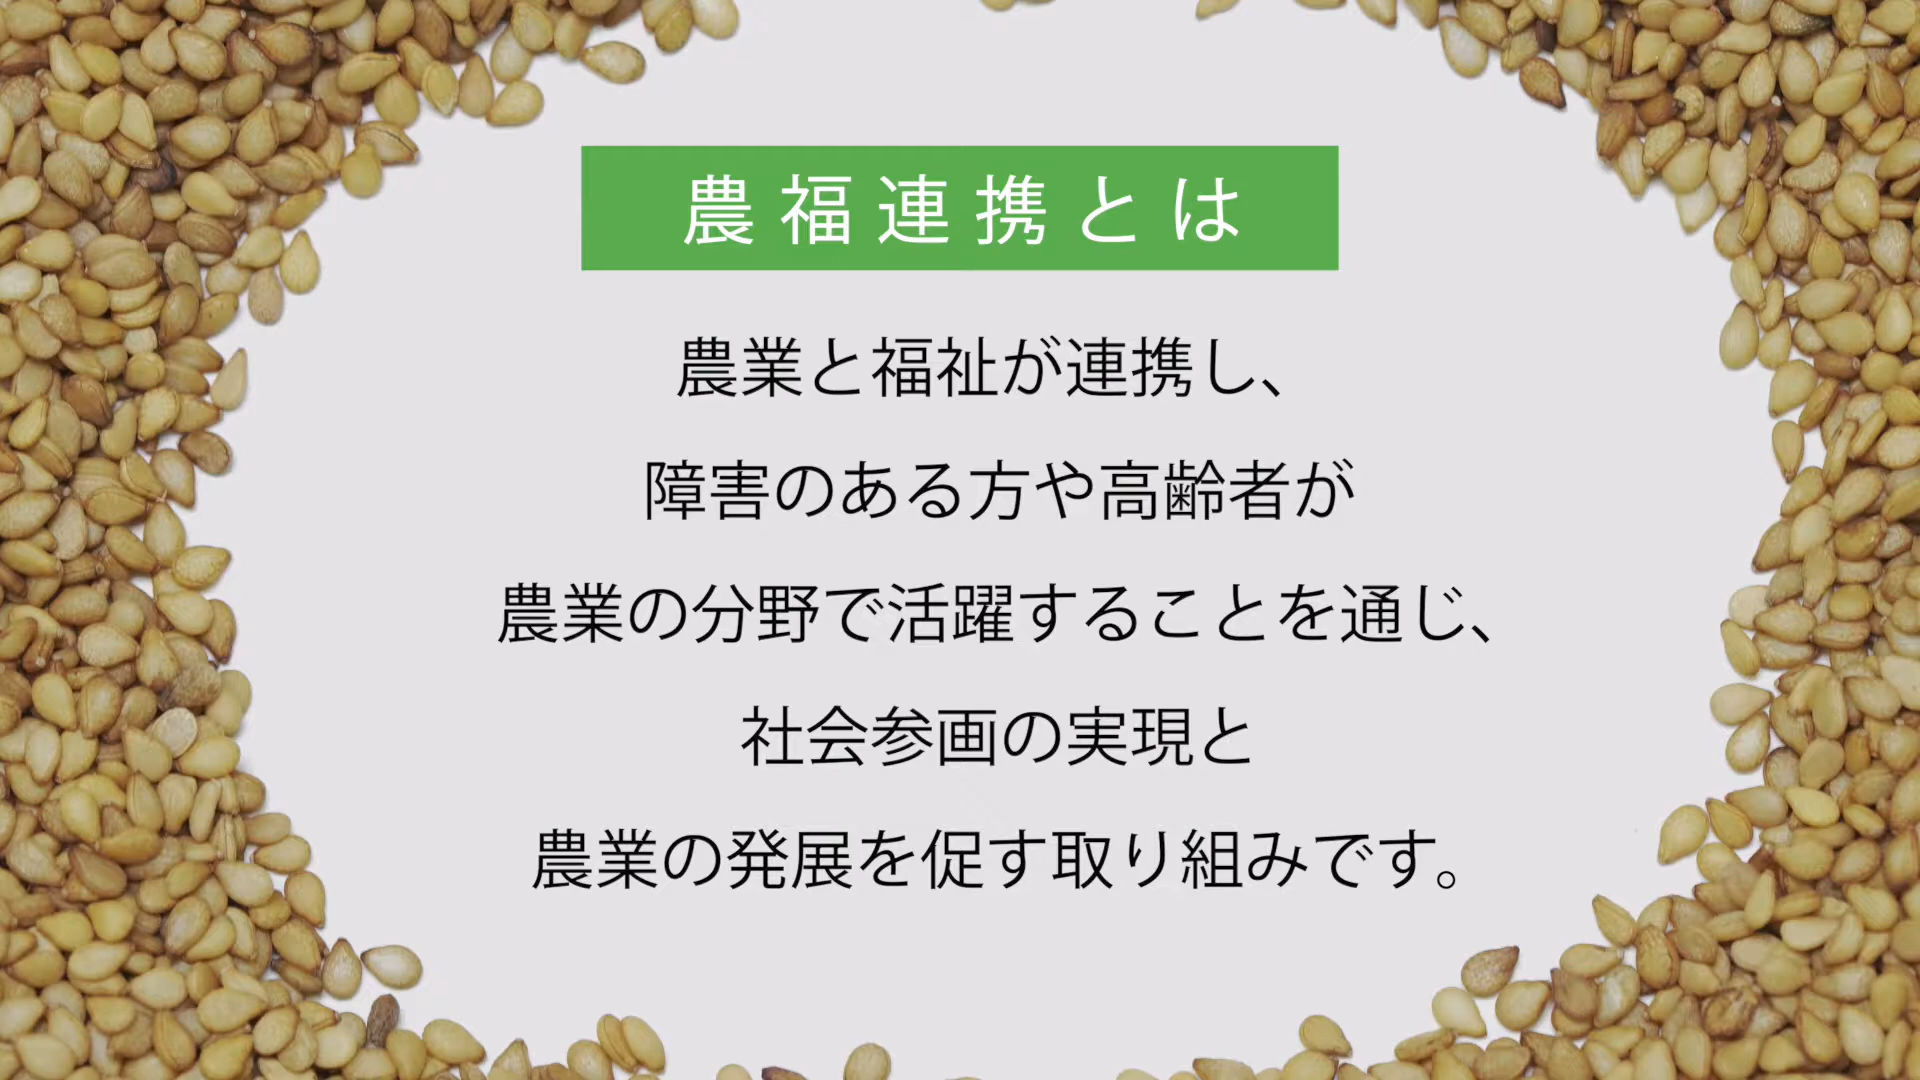 農福連携とは
農業と福祉が連携し、
障害のある方や高齢者が
農業の分野で活躍することを通じ、
社会参画の実現と
農業の発展を促す取り組みです。